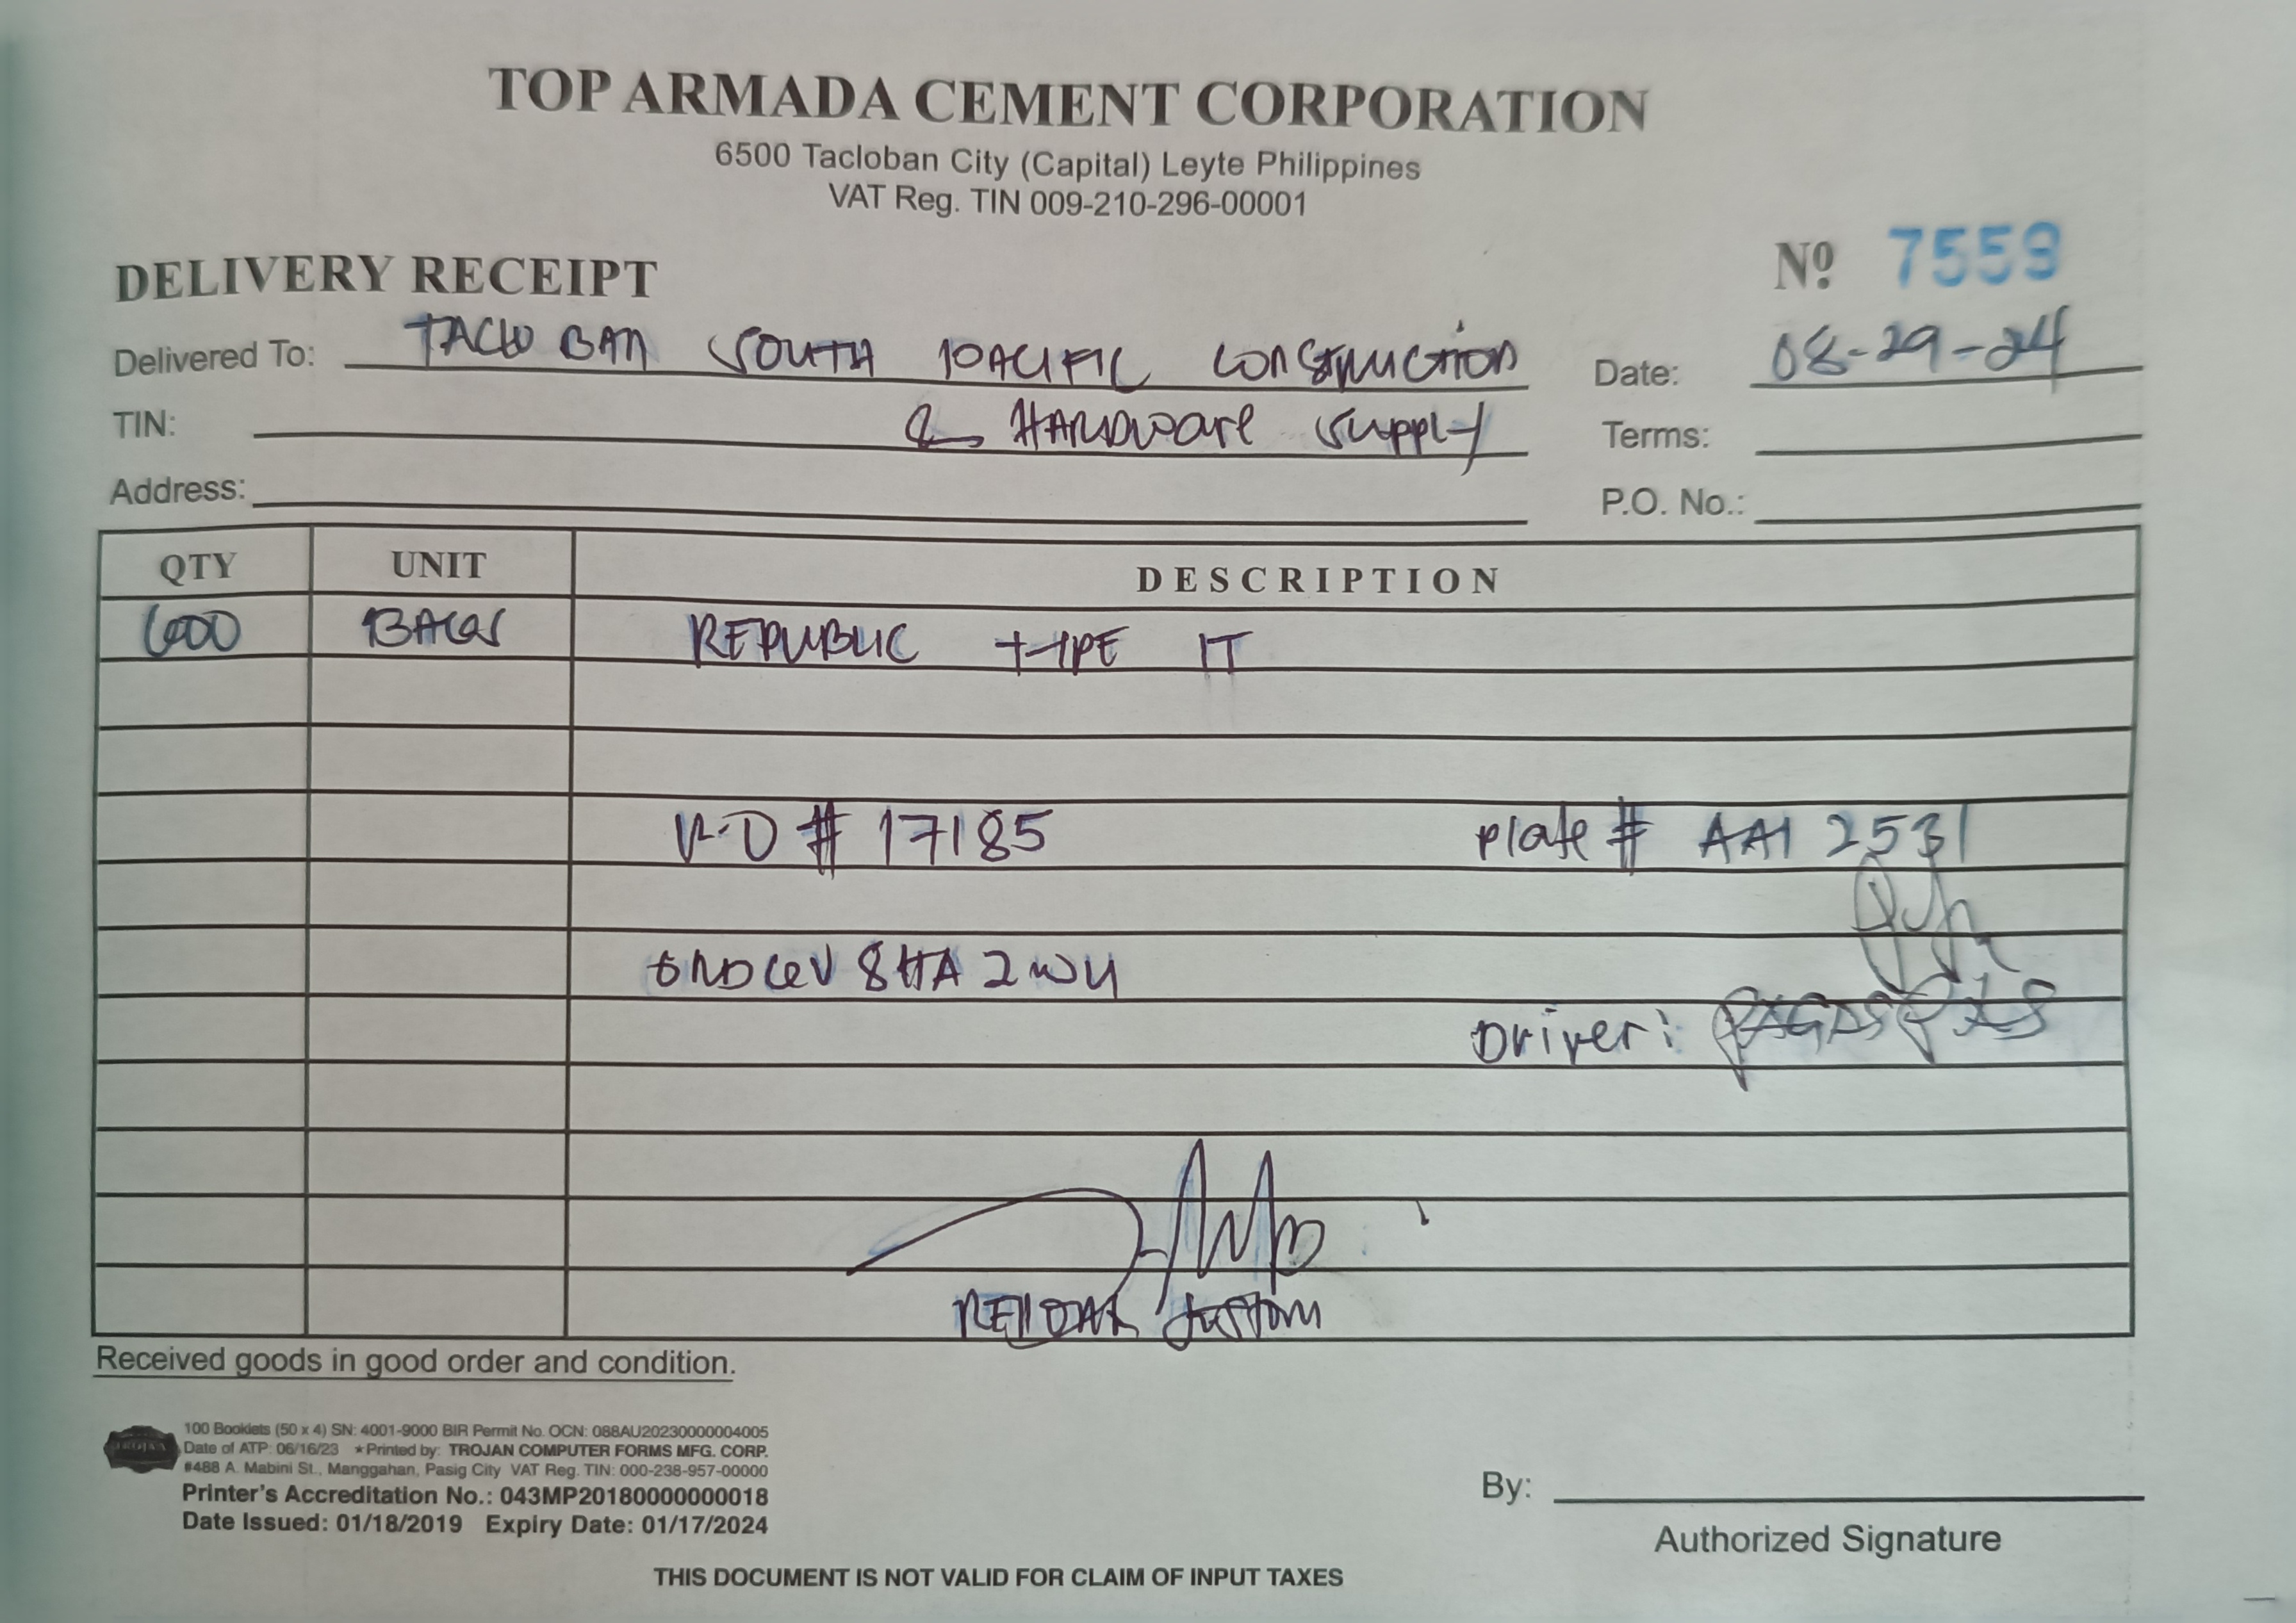 TOP ARMADA CEMENT CORPORATION
6500 Tacloban City (Capital) Leyte Philippines
VAT Reg. TIN 009-210-296-00001
DELIVERY RECEIPT
Nº 7559
Delivered To: TACLOBAN SOUTH PACIFIC CONSTRUCTION
Date: 08-29-24
TIN: & HARDware supply
Terms:
Address:
P.O. No.:
QTY UNIT DESCRIPTION
600 BAGS REPUBLIC TYPE 1T
# 17185 Plate # AAI 2531
Driver:
Received goods in good order and condition.
TROJAN
100 Booklets (50 x 4) SN: 4001-9000 BIR Permit No. OCN: 088AU20230000004005
Date of ATP: 06/16/23 ★Printed by: TROJAN COMPUTER FORMS MFG. CORP.
#488 A. Mabini St., Manggahan, Pasig City VAT Reg. TIN: 000-238-957-00000
Printer's Accreditation No.: 043MP20180000000018
Date Issued: 01/18/2019 Expiry Date: 01/17/2024
By:
Authorized Signature
THIS DOCUMENT IS NOT VALID FOR CLAIM OF INPUT TAXES